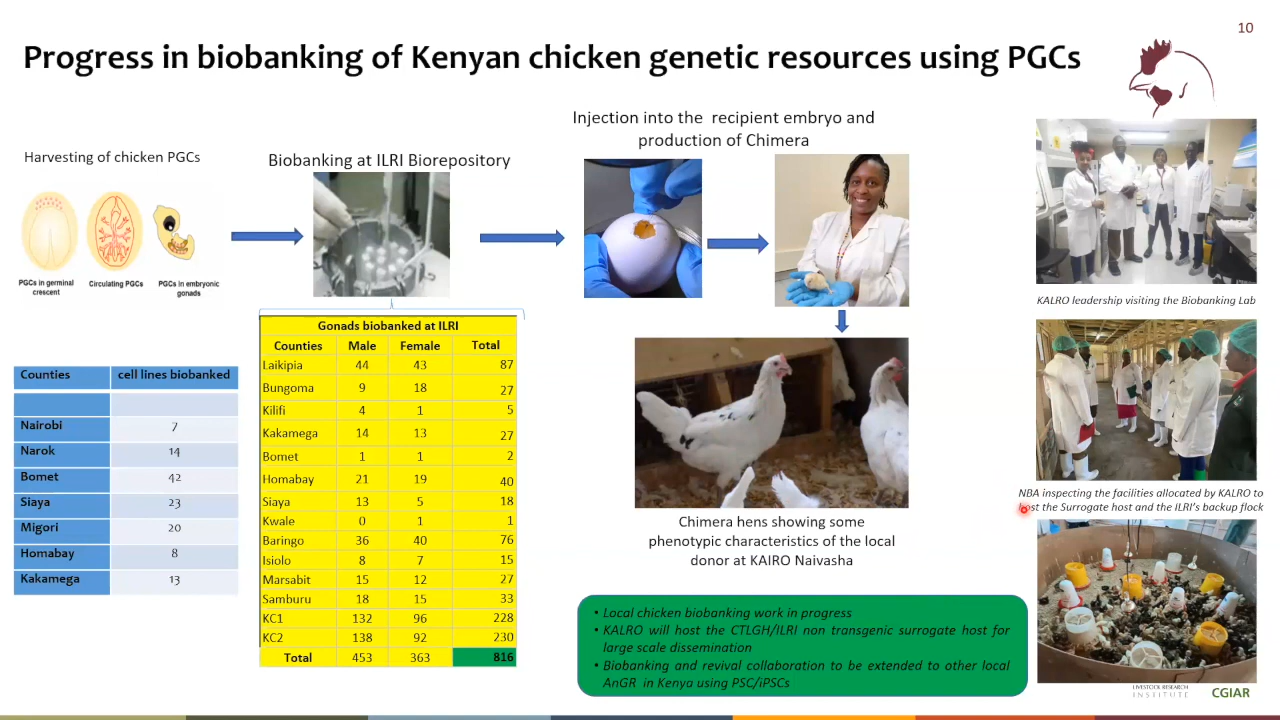 10
Progress in biobanking of Kenyan chicken genetic resources using PGCs
Harvesting of chicken PGCs
PGCs in germinal
crescent
Circulating PGCs
PGCs in embryonic
gonads
Biobanking at ILRI Biorepository
Injection into the recipient embryo and
production of Chimera
Counties cell lines biobanked
Nairobi 7
Narok 14
Bomet 42
Siaya 23
Migori 20
Homabay 8
Kakamega 13
Gonads biobanked at ILRI
Counties Male Female Total
Laikipia 44 43 87
Bungoma 9 18 27
Kilifi 4 1 5
Kakamega 14 13 27
Bomet 1 1 2
Homabay 21 19 40
Siaya 13 5 18
Kwale 0 1 1
Baringo 36 40 76
Isiolo 8 7 15
Marsabit 15 12 27
Samburu 18 15 33
KC1 132 96 228
KC2 138 92 230
Total 453 363 816
Chimera hens showing some
phenotypic characteristics of the local
donor at KAlRO Naivasha
• Local chicken biobanking work in progress
• KALRO will host the CTLGH/ILRI non transgenic surrogate host for
large scale dissemination
• Biobanking and revival collaboration to be extended to other local
AnGR in Kenya using PSC/iPSCs
KALRO leadership visiting the Biobanking Lab
NBA inspecting the facilities allocated by KALRO to
host the Surrogate host and the ILRI's backup flock
LIVESTOCK RESEARCH
INSTITUTE
CGIAR